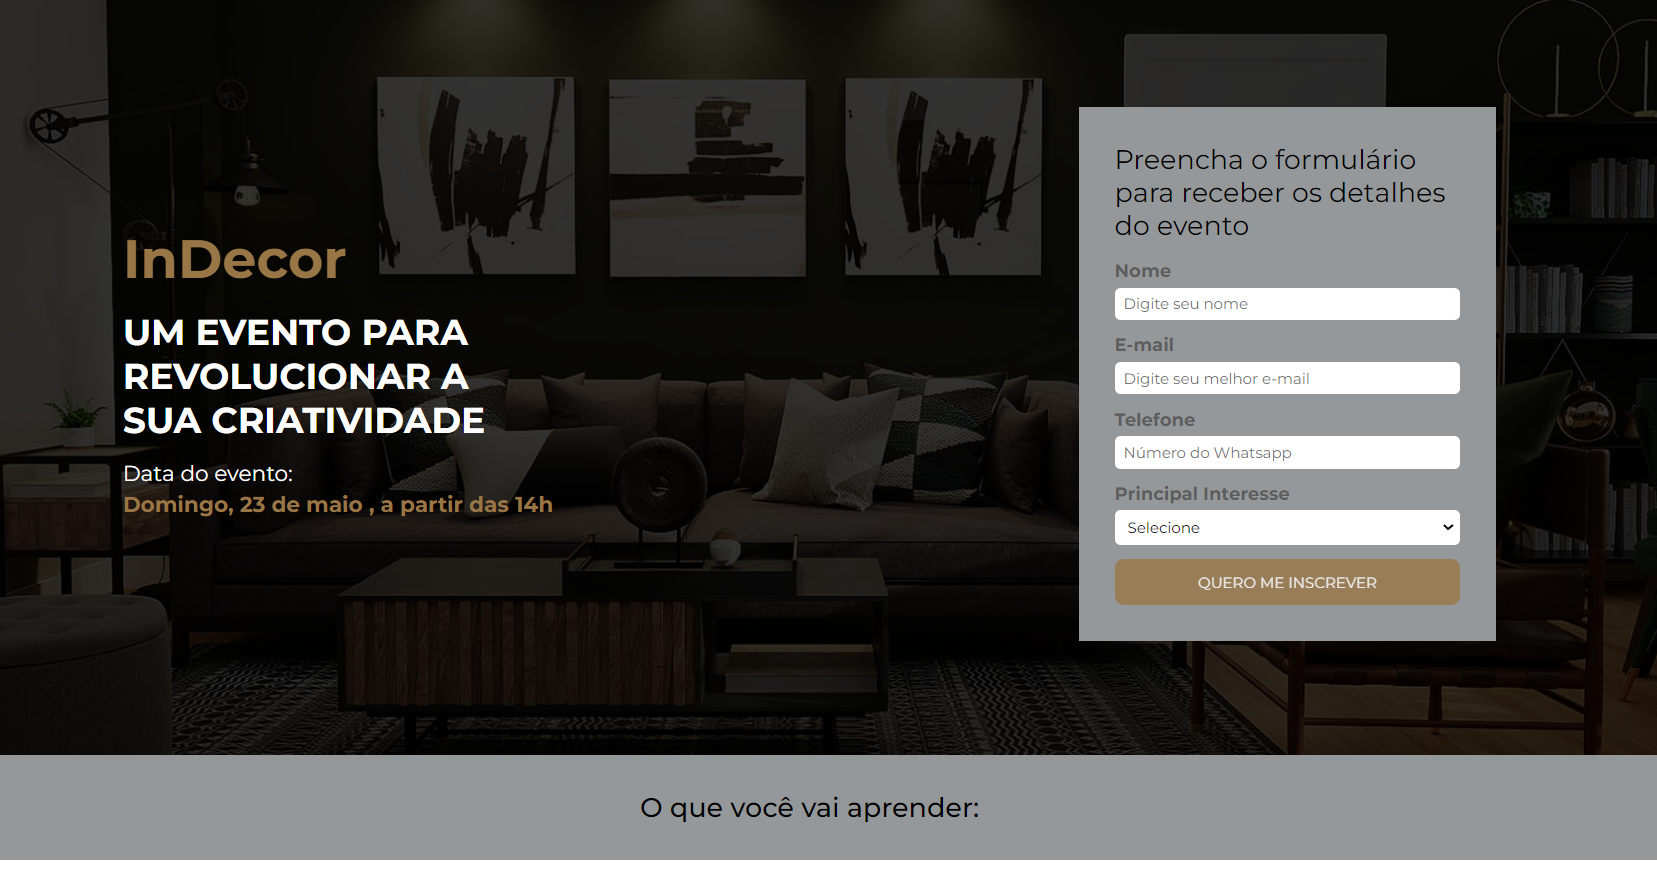 InDecor
UM EVENTO PARA
REVOLUCIONAR A
SUA CRIATIVIDADE
Data do evento:
Domingo, 23 de maio , a partir das 14h
Preencha o formulário
para receber os detalhes
do evento
Nome
Digite seu nome
E-mail
Digite seu melhor e-mail
Telefone
Número do Whatsapp
Principal Interesse
Selecione
QUERO ME INSCREVER
O que você vai aprender: